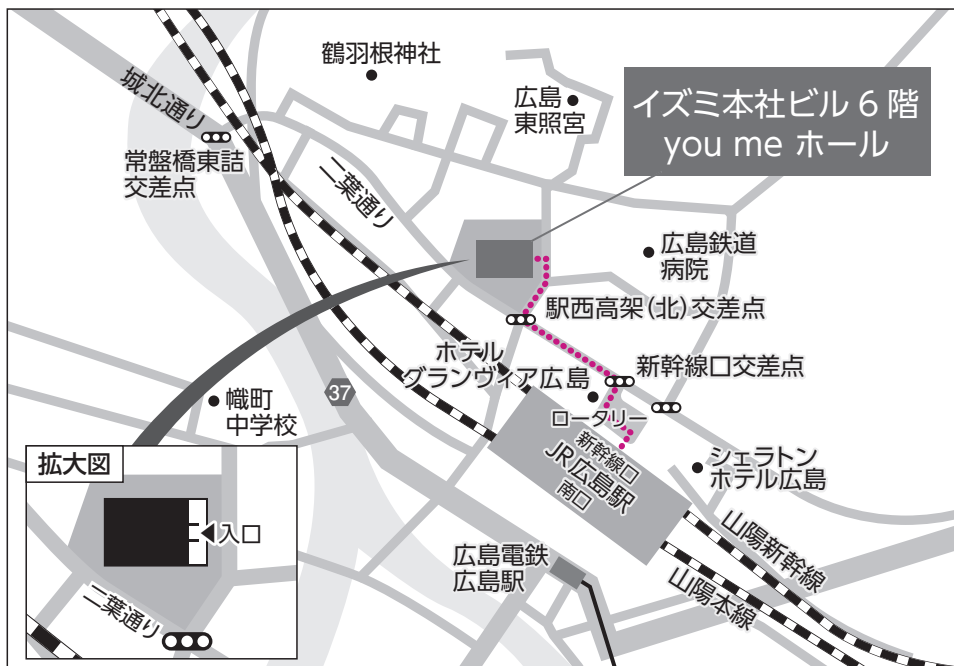 鶴羽根神社
広島
東照宮
イズミ本社ビル 6 階
you me ホール
城北通り
常盤橋東詰
交差点
二葉通り
広島鉄道
病院
駅西高架(北)交差点
ホテル
グランヴィア広島
新幹線口交差点
37
幟町
中学校
ロータリー
新幹線口
JR広島駅
南口
シェラトン
ホテル広島
拡大図
入口
二葉通り
広島電鉄
広島駅
山陽新幹線
山陽本線